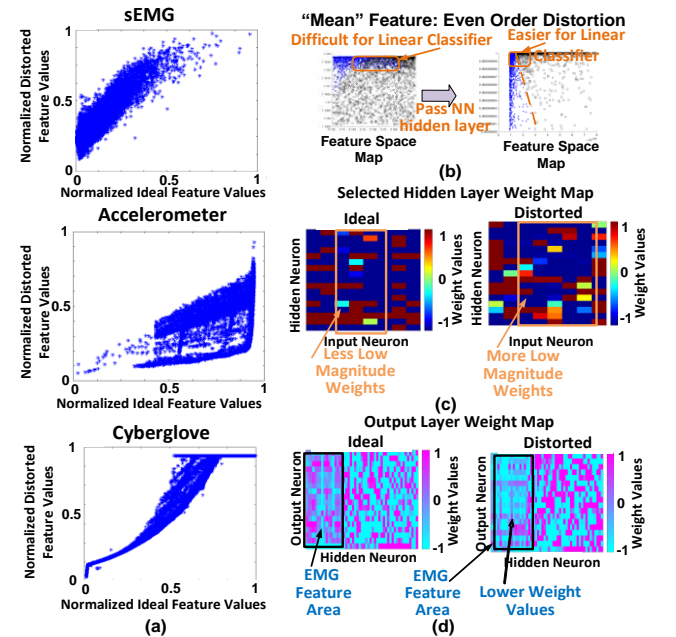 sEMG
Normalized Distorted
Feature Values
1
0.5
0
0
0.5
1
Normalized Ideal Feature Values
Accelerometer
Normalized Distorted
Feature Values
1
0.5
0
0
0.5
1
Normalized Ideal Feature Values
Cyberglove
Normalized Distorted
Feature Values
1
0.5
0
0
0.5
1
Normalized Ideal Feature Values
(a)
“Mean” Feature: Even Order Distortion
Difficult for Linear Classifier
Easier for Linear
Classifier
Pass NN
hidden layer
Feature Space
Map
Feature Space
Map
(b)
Selected Hidden Layer Weight Map
Ideal
Distorted
Hidden Neuron
Input Neuron
1
0
-1
Weight Values
Hidden Neuron
Input Neuron
1
0
-1
Weight Values
Less Low
Magnitude
Weights
More Low
Magnitude
Weights
(c)
Output Layer Weight Map
Ideal
Distorted
Output Neuron
Hidden Neuron
1
0
-1
Weight Values
Output Neuron
Hidden Neuron
1
0
-1
Weight Values
EMG
Feature
Area
EMG
Feature
Area
Lower Weight
Values
(d)